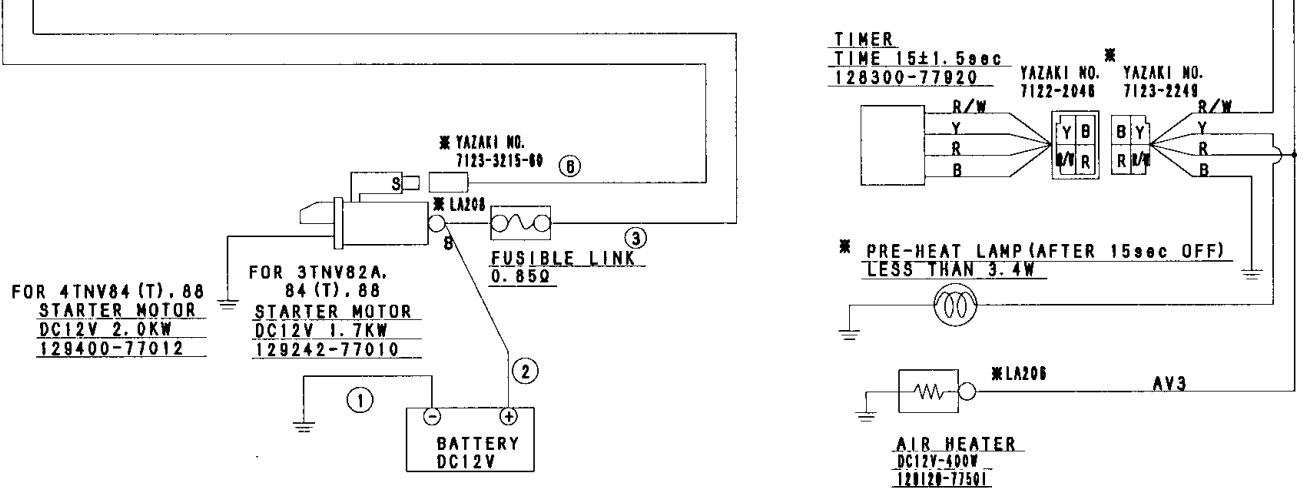 TIMER
TIME 15±1.5sec
128300-77920
YAZAKI NO.
7122-2046
※
YAZAKI NO.
7123-2249
R/W
Y
R
B
Y B
R/W R
B Y
R R/W
R/W
Y
R
B
※ YAZAKI NO.
7123-3215-60
⑥
S
※ LA208
8
③
FUSIBLE LINK
0.85Ω
FOR 4TNV84(T),88
STARTER MOTOR
DC12V 2.0KW
129400-77012
FOR 3TNV82A,
84(T),88
STARTER MOTOR
DC12V 1.7KW
129242-77010
①
②
BATTERY
DC12V
※ PRE-HEAT LAMP(AFTER 15sec OFF)
LESS THAN 3.4W
※LA206
AV3
AIR HEATER
DC12V-400W
128120-77501